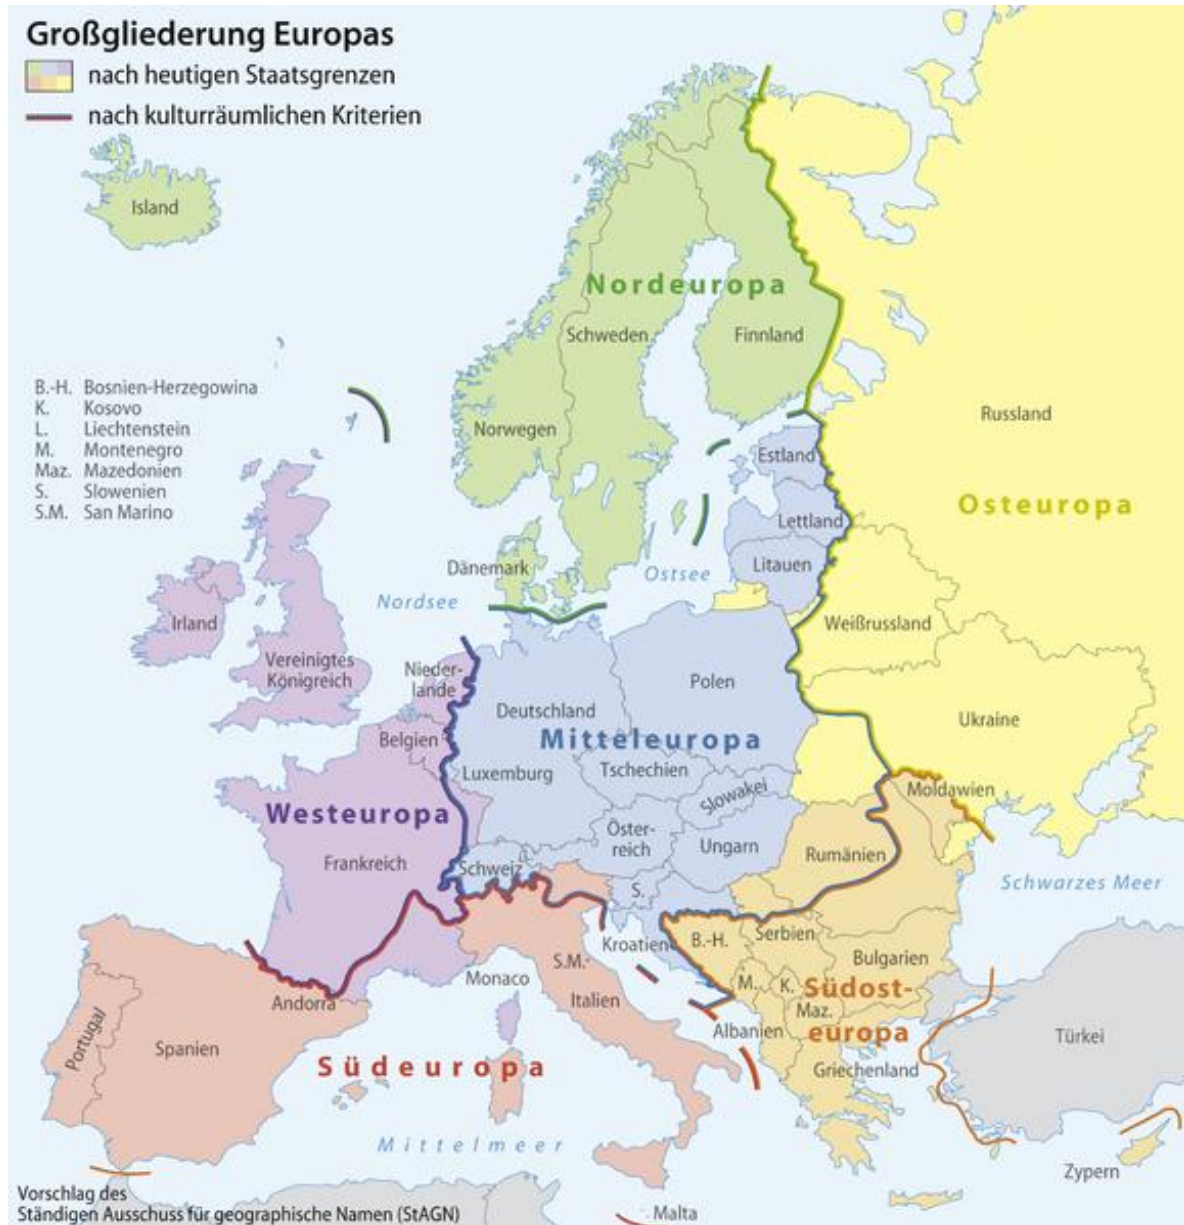 Großgliederung Europas
nach heutigen Staatsgrenzen
nach kulturräumlichen Kriterien
Island
Nordeuropa
Schweden
Finnland
B.-H. Bosnien-Herzegowina
K. Kosovo
L. Liechtenstein
M. Montenegro
Maz. Mazedonien
S. Slowenien
S.M. San Marino
Norwegen
Russland
Estland
Osteuropa
Lettland
Dänemark
Ostsee
Litauen
Nordsee
Irland
Weißrussland
Vereinigtes
Königreich
Nieder-
lande
Polen
Deutschland
Ukraine
Belgien
Mitteleuropa
Luxemburg
Tschechien
Slowakei
Moldawien
Westeuropa
Öster-
reich
Ungarn
Rumänien
Frankreich
Schweiz
L.
S.
Schwarzes Meer
Kroatien
B.-H.
Serbien
Bulgarien
S.M.
Monaco
Italien
Andorra
M.
K.
Südost-
europa
Maz.
Portugal
Spanien
Albanien
Türkei
Südeuropa
Griechenland
Mittelmeer
Zypern
Vorschlag des
Ständigen Ausschuss für geographische Namen (StAGN)
Malta